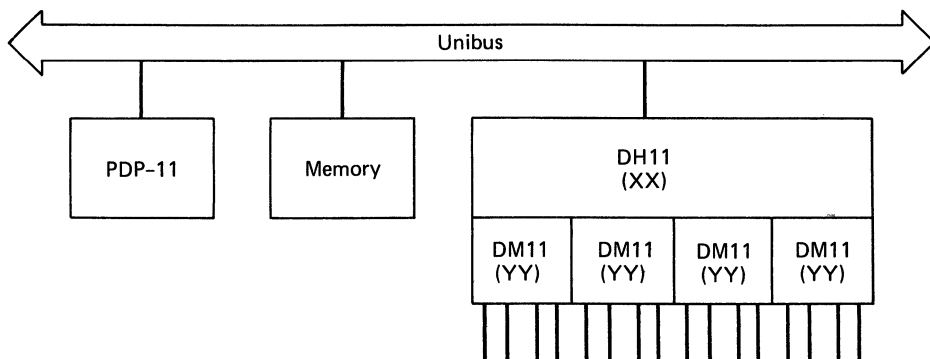 Unibus
PDP–11
Memory
DH11
(XX)
DM11
(YY)
DM11
(YY)
DM11
(YY)
DM11
(YY)